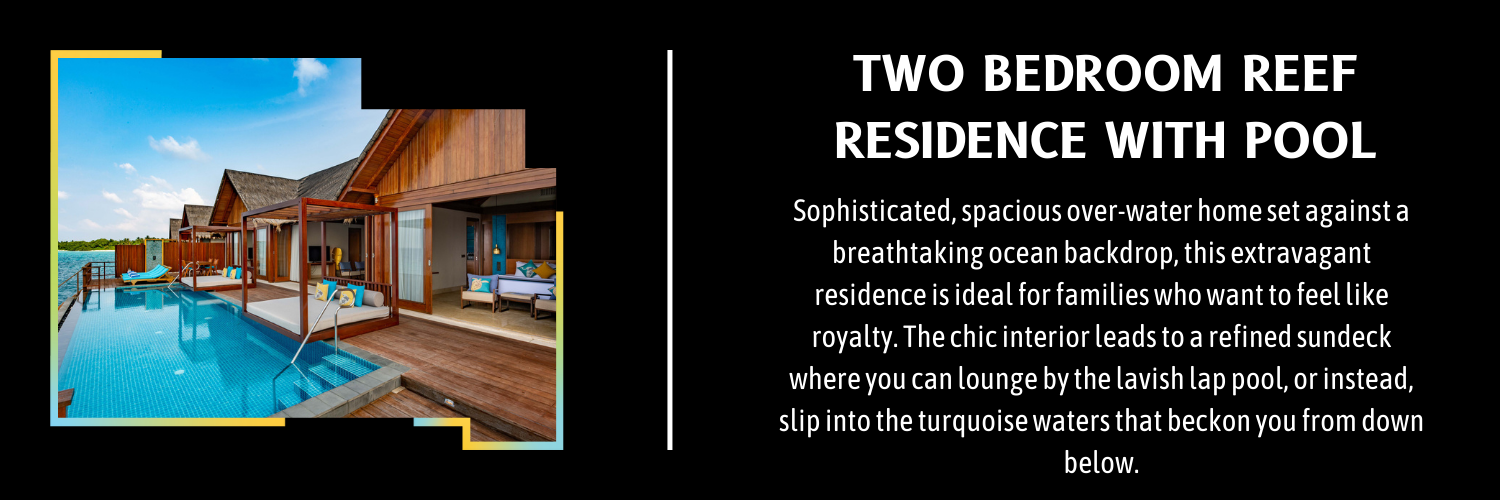 TWO BEDROOM REEF
RESIDENCE WITH POOL
Sophisticated, spacious over-water home set against a
breathtaking ocean backdrop, this extravagant
residence is ideal for families who want to feel like
royalty. The chic interior leads to a refined sundeck
where you can lounge by the lavish lap pool, or instead,
slip into the turquoise waters that beckon you from down
below.